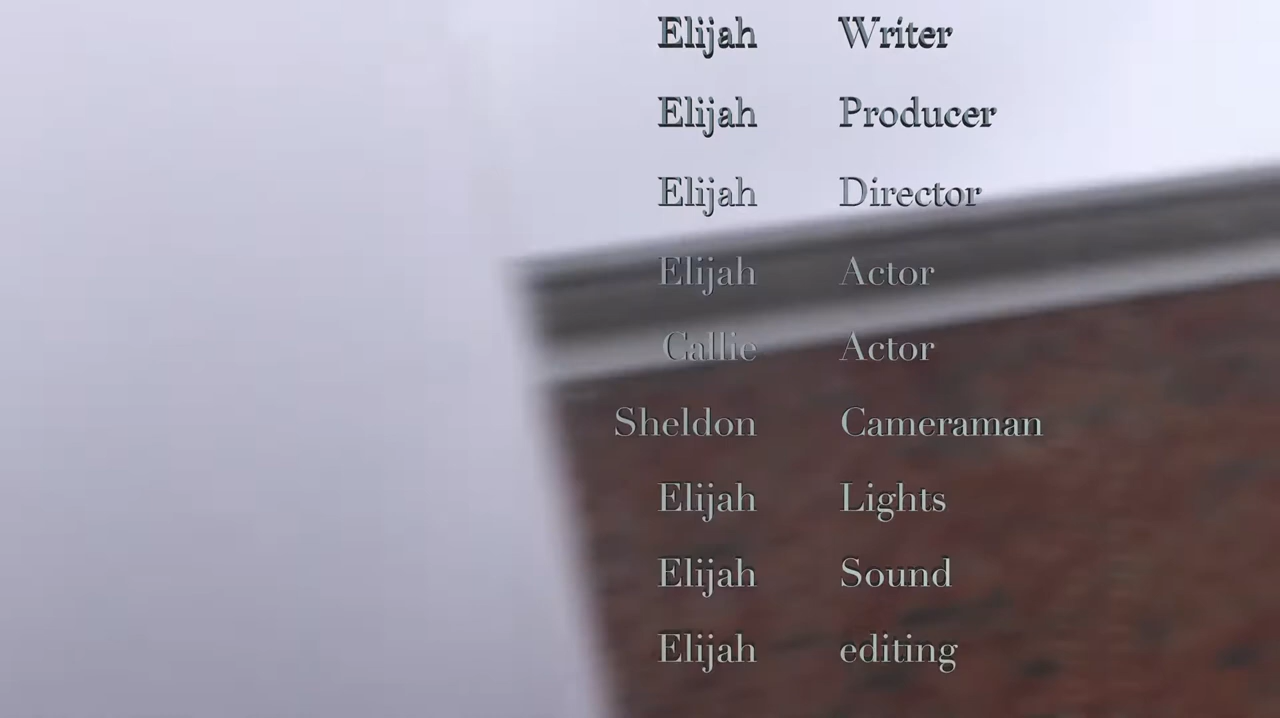 Elijah Writer
Elijah Producer
Elijah Director
Elijah Actor
Callie Actor
Sheldon Cameraman
Elijah Lights
Elijah Sound
Elijah editing